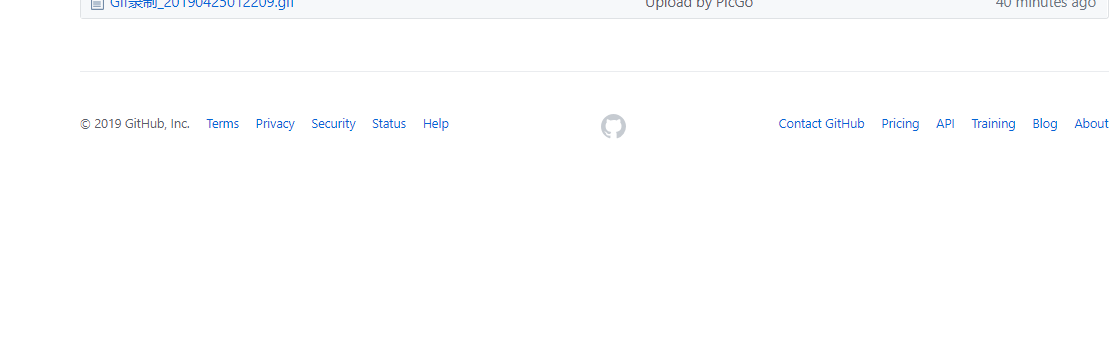 Gif录制_20190425012209.gif Upload by PicGo 40 minutes ago
© 2019 GitHub, Inc. Terms Privacy Security Status Help Contact GitHub Pricing API Training Blog About